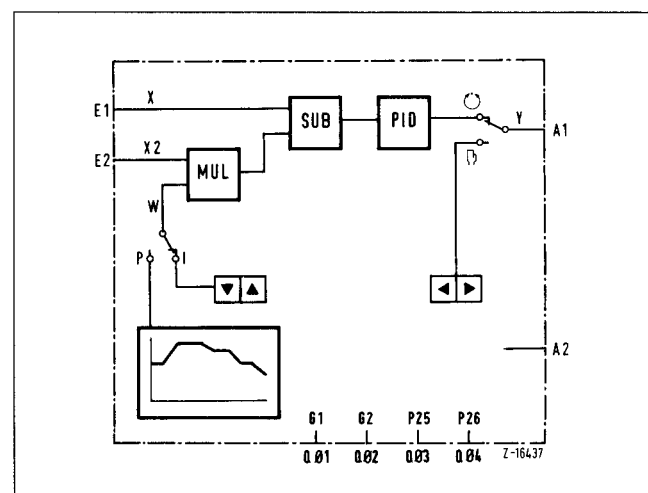 E1 X SUB PID Y A1
E2 X2 MUL
W
P I
A2
G1 G2 P25 P26
0.01 0.02 0.03 0.04 Z-16437